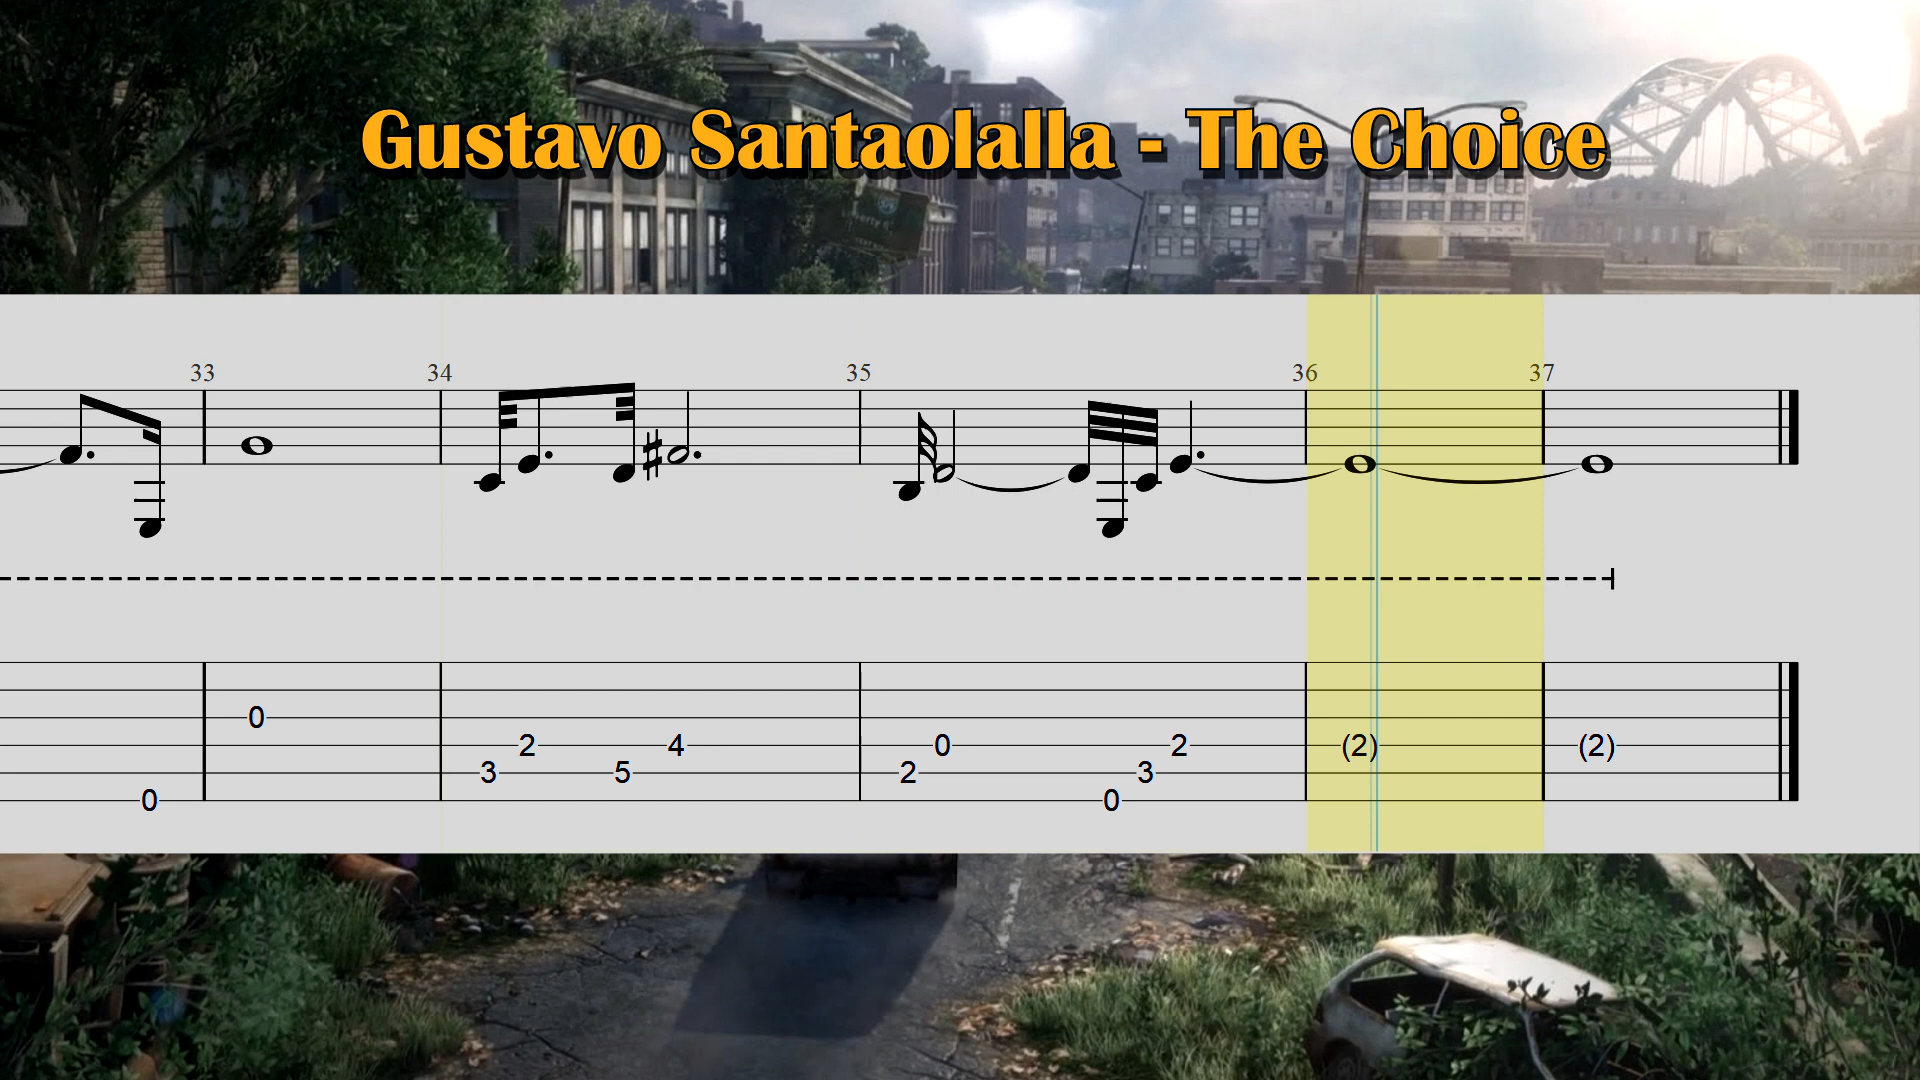 Gustavo Santaolalla - The Choice
33 34 35 36 37
0
2 4 0 2 (2) (2)
3 5 2 3
0 0